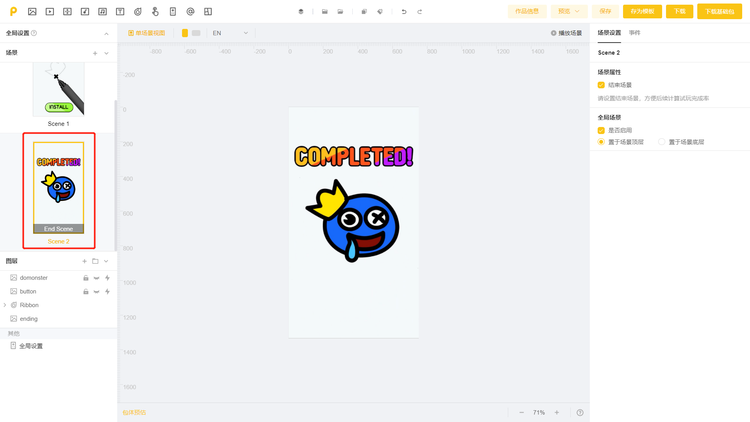 作品信息
预览
保存
存为模板
下载
下载基础包
全局设置
单场景视图
EN
播放场景
场景设置
事件
场景
Scene 2
INSTALL
Scene 1
场景属性
结束场景
请设置结束场景，方便后续计算试玩完成率
全局场景
是否启用
置于场景顶层
置于场景底层
COMPLETED!
End Scene
Scene 2
-800
-600
-400
-200
0
200
400
600
800
1000
1200
1400
1600
-200
0
200
400
600
800
1000
1200
1400
1600
COMPLETED!
图层
domonster
button
Ribbon
ending
其他
全局设置
71%